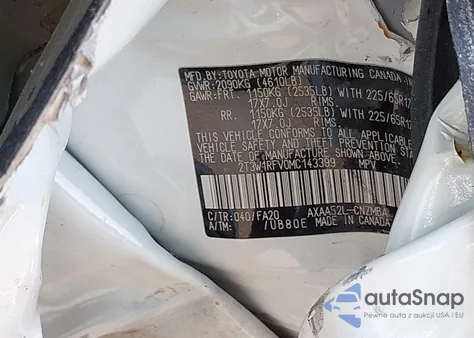 MFD. BY: TOYOTA MOTOR MANUFACTURING CANADA IN
GVWR: 2090KG (4610LB)
GAWR: FRT. 1150KG (2535LB) WITH 225/65R17
17X7.0J RIMS,
RR. 1150KG (2535LB) WITH 225/65R17
17X7.0J RIMS,
THIS VEHICLE CONFORMS TO ALL APPLICABLE
VEHICLE SAFETY AND THEFT PREVENTION STA
THE DATE OF MANUFACTURE SHOWN ABOVE.
2T3W1RFV0MC143399 MPV
C/TR: 040/FA20 AXAA52L-CNZMBA
A/TM: /UB80E MADE IN CANADA
autoSnap
Pewne auta z aukcji USA i EU